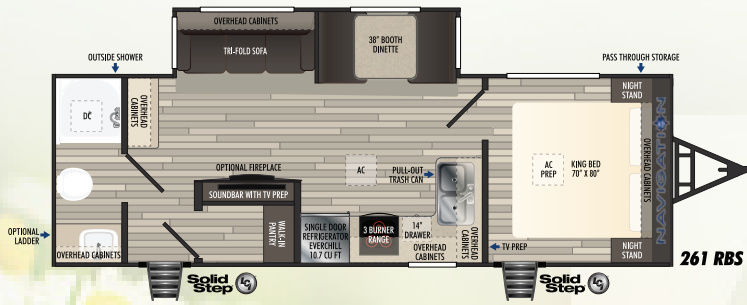 OVERHEAD CABINETS
TRI-FOLD SOFA
38" BOOTH
DINETTE
OUTSIDE SHOWER
PASS THROUGH STORAGE
DC
OVERHEAD
CABINETS
NIGHT
STAND
NAVIGATION
OVERHEAD CABINETS
OPTIONAL FIREPLACE
SOUNDBAR WITH TV PREP
AC
PULL-OUT
TRASH CAN
AC
PREP
KING BED
70" X 80"
OPTIONAL
LADDER
OVERHEAD CABINETS
WALK-IN
PANTRY
SINGLE DOOR
REFRIGERATOR
EVERCHILL
10.7 CU FT
3 BURNER
RANGE
14"
DRAWER
OVERHEAD
CABINETS
OVERHEAD
CABINETS
TV PREP
NIGHT
STAND
261 RBS
Solid
Step
LCI
Solid
Step
LCI